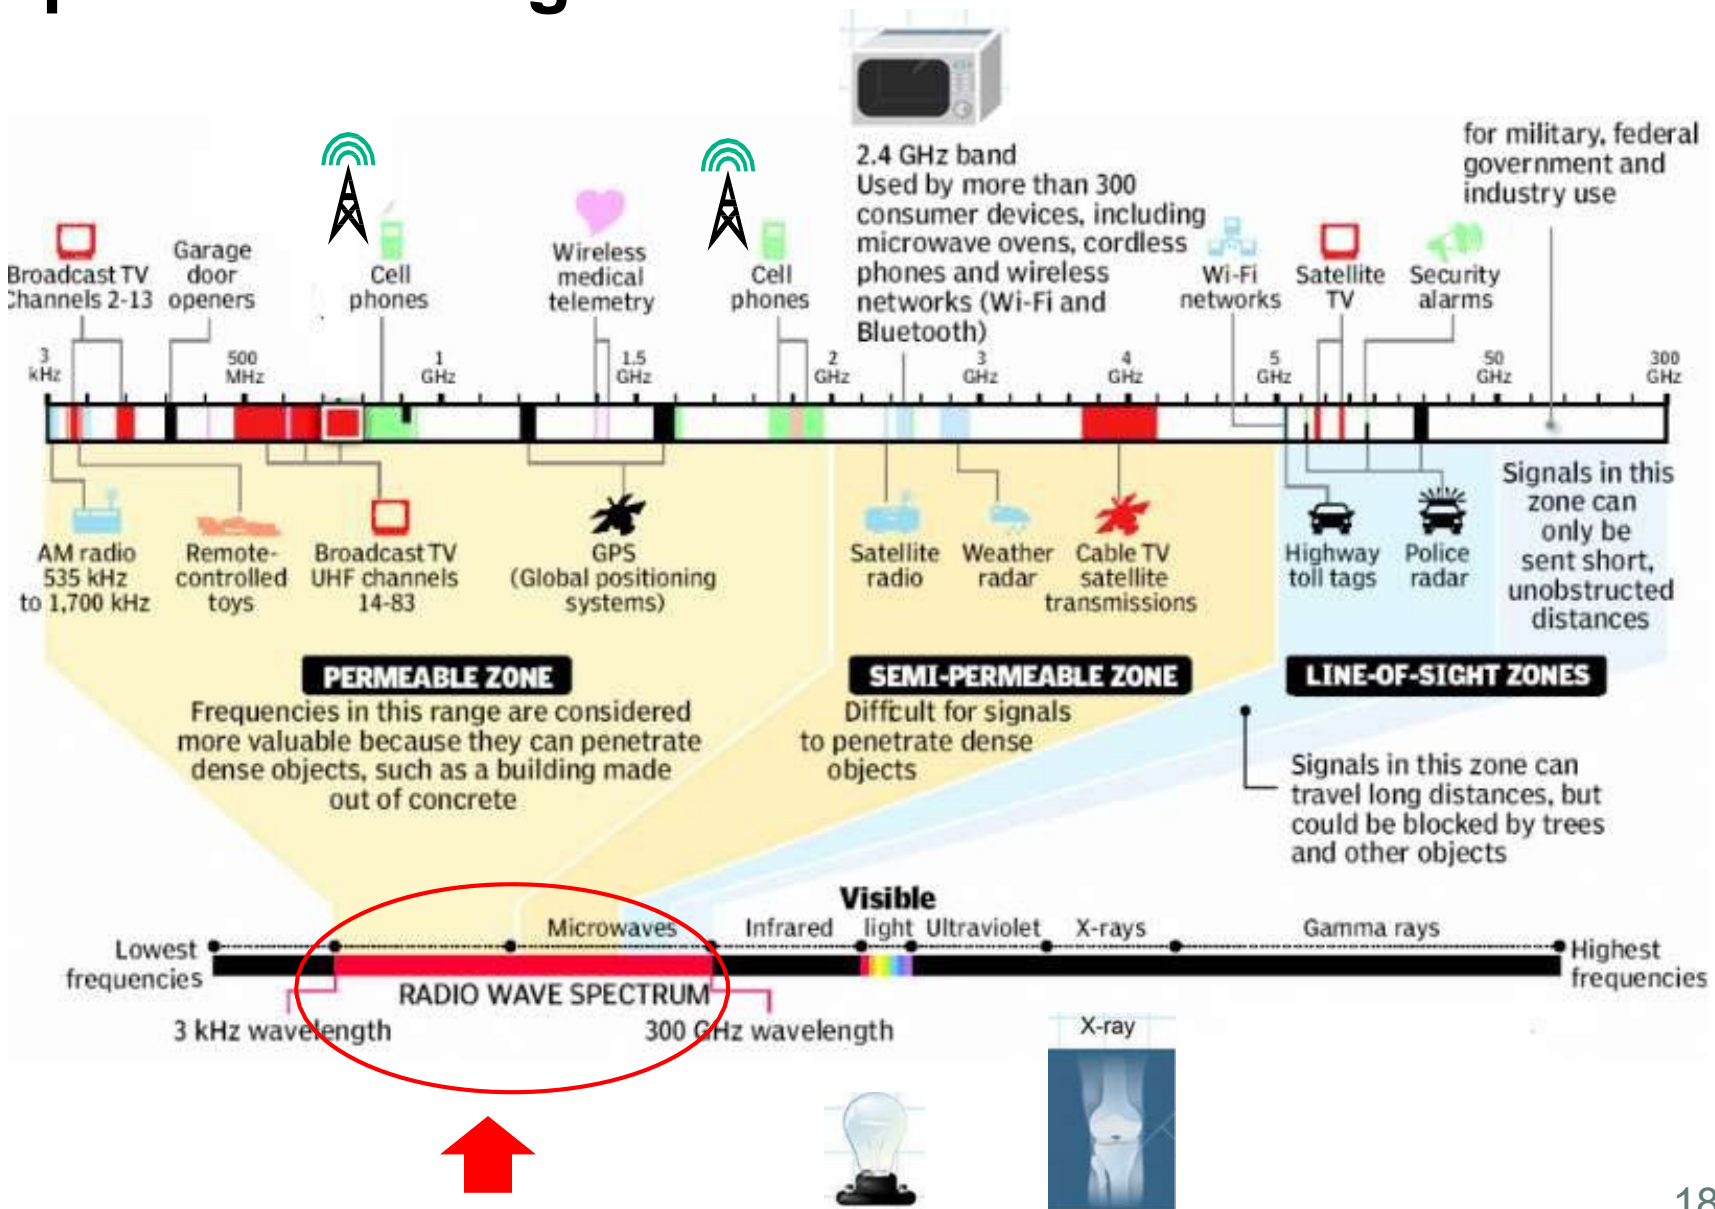 2.4 GHz band
Used by more than 300
consumer devices, including
microwave ovens, cordless
phones and wireless
networks (Wi-Fi and
Bluetooth)
for military, federal
government and
industry use
Broadcast TV
Channels 2-13
Garage
door
openers
Cell
phones
Wireless
medical
telemetry
Cell
phones
Wi-Fi
networks
Satellite
TV
Security
alarms
3
kHz
500
MHz
1
GHz
1.5
GHz
2
GHz
3
GHz
4
GHz
5
GHz
50
GHz
300
GHz
AM radio
535 kHz
to 1,700 kHz
Remote-
controlled
toys
Broadcast TV
UHF channels
14-83
GPS
(Global positioning
systems)
Satellite
radio
Weather
radar
Cable TV
satellite
transmissions
Highway
toll tags
Police
radar
Signals in this
zone can
only be
sent short,
unobstructed
distances
PERMEABLE ZONE
Frequencies in this range are considered
more valuable because they can penetrate
dense objects, such as a building made
out of concrete
SEMI-PERMEABLE ZONE
Difficult for signals
to penetrate dense
objects
LINE-OF-SIGHT ZONES
Signals in this zone can
travel long distances, but
could be blocked by trees
and other objects
Lowest
frequencies
Microwaves
Infrared
Visible
light
Ultraviolet
X-rays
Gamma rays
Highest
frequencies
RADIO WAVE SPECTRUM
3 kHz wavelength
300 GHz wavelength
X-ray
18